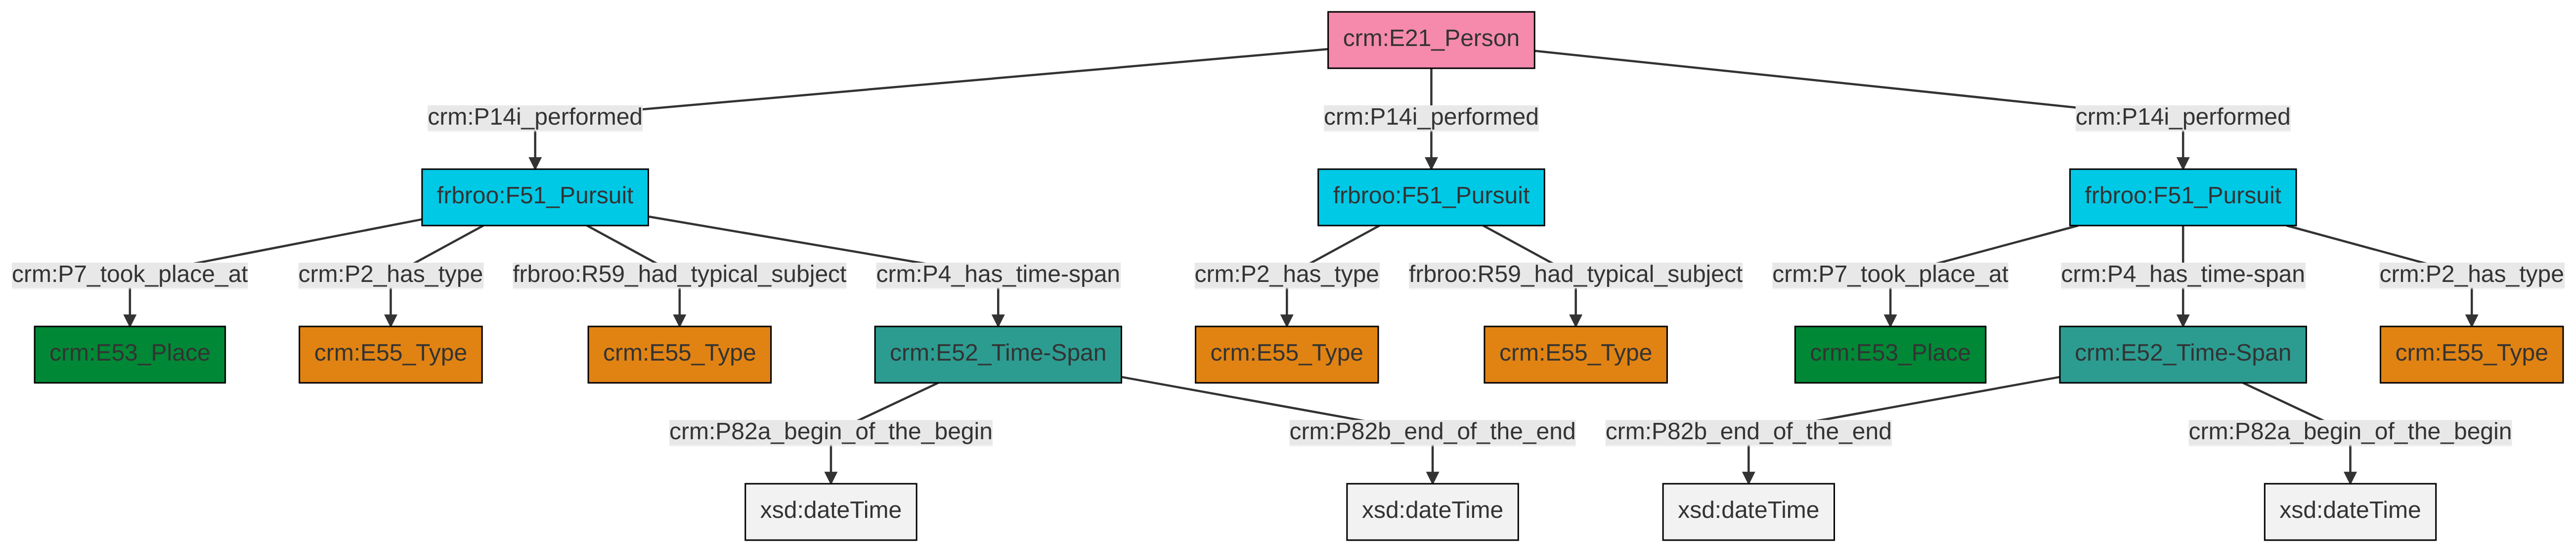 crm:E21_Person
crm:P14i_performed crm:P14i_performed crm:P14i_performed
frbroo:F51_Pursuit frbroo:F51_Pursuit frbroo:F51_Pursuit
crm:P7_took_place_at crm:P2_has_type frbroo:R59_had_typical_subject crm:P4_has_time-span crm:P2_has_type frbroo:R59_had_typical_subject crm:P7_took_place_at crm:P4_has_time-span crm:P2_has_type
crm:E53_Place crm:E55_Type crm:E55_Type crm:E52_Time-Span crm:E55_Type crm:E55_Type crm:E53_Place crm:E52_Time-Span crm:E55_Type
crm:P82a_begin_of_the_begin crm:P82b_end_of_the_end crm:P82b_end_of_the_end crm:P82a_begin_of_the_begin
xsd:dateTime xsd:dateTime xsd:dateTime xsd:dateTime